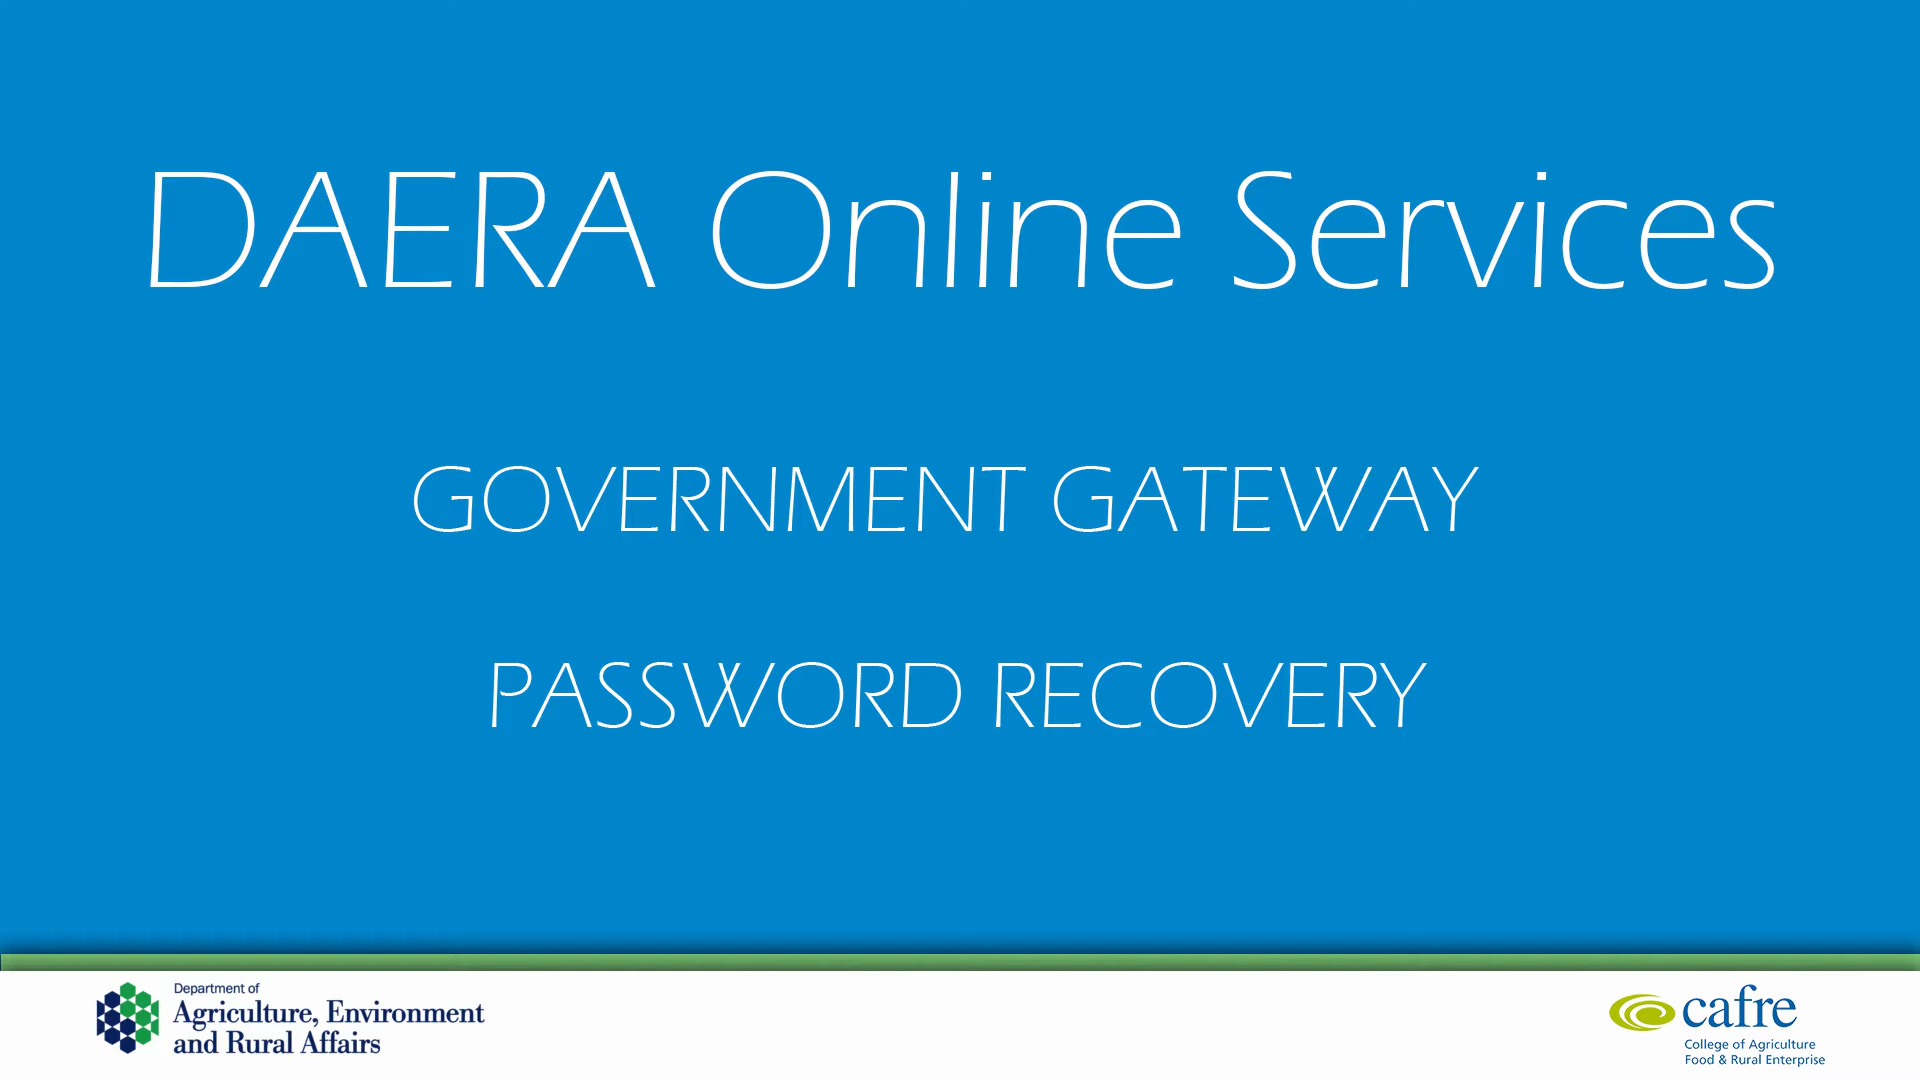 DAERA Online Services
GOVERNMENT GATEWAY
PASSWORD RECOVERY
Department of
Agriculture, Environment
and Rural Affairs
cafre
College of Agriculture
Food & Rural Enterprise